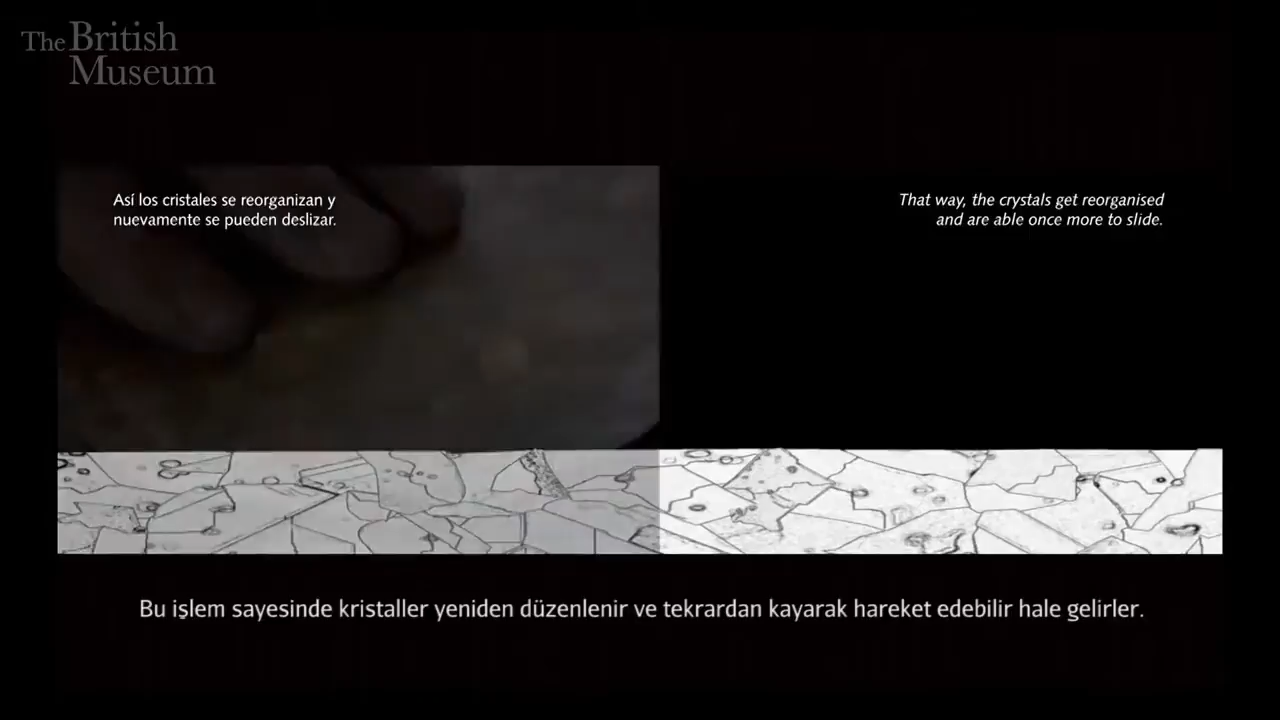 The British
Museum
Así los cristales se reorganizan y
nuevamente se pueden deslizar.
That way, the crystals get reorganised
and are able once more to slide.
Bu işlem sayesinde kristaller yeniden düzenlenir ve tekrardan kayarak hareket edebilir hale gelirler.